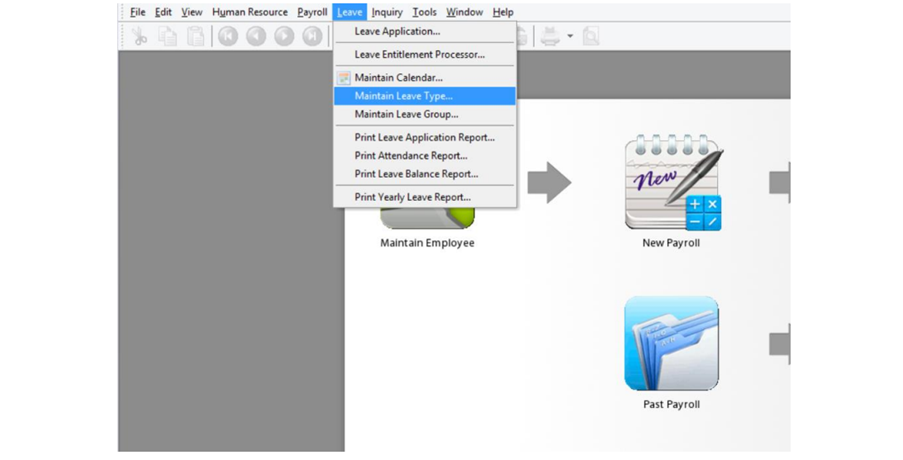 File Edit View Human Resource Payroll Leave Inquiry Tools Window Help
Leave Application...
Leave Entitlement Processor...
Maintain Calendar...
Maintain Leave Type...
Maintain Leave Group...
Print Leave Application Report...
Print Attendance Report...
Print Leave Balance Report...
Print Yearly Leave Report...
New
Maintain Employee
New Payroll
Past Payroll